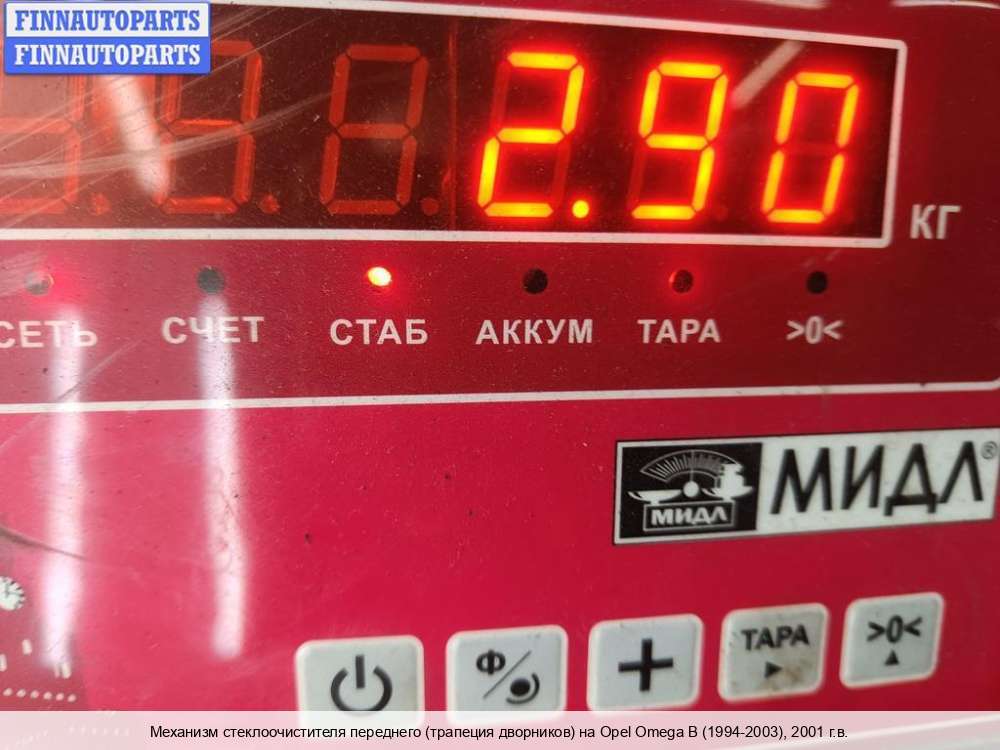 FINNAUTOPARTS
FINNAUTOPARTS
2.90
КГ
СЕТЬ СЧЕТ СТАБ АККУМ ТАРА >0<
МИДЛ МИДЛ®
Ф
ТАРА >0<
Механизм стеклоочистителя переднего (трапеция дворников) на Opel Omega B (1994-2003), 2001 г.в.